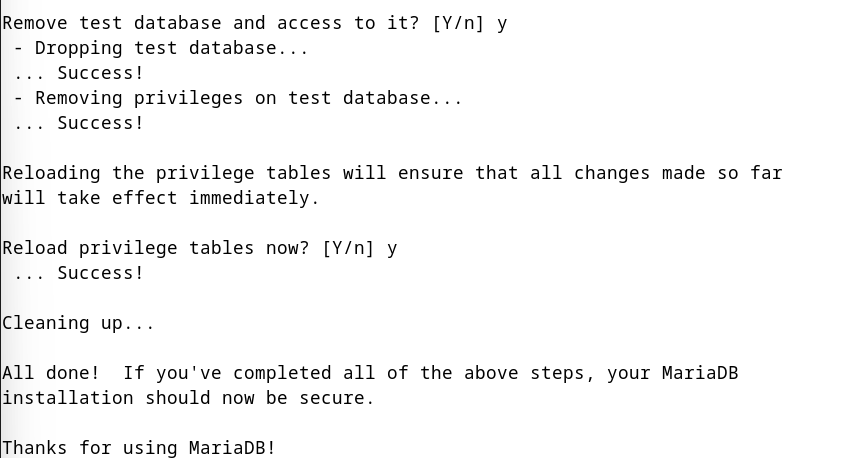 Remove test database and access to it? [Y/n] y
 - Dropping test database...
 ... Success!
 - Removing privileges on test database...
 ... Success!

Reloading the privilege tables will ensure that all changes made so far
will take effect immediately.

Reload privilege tables now? [Y/n] y
 ... Success!

Cleaning up...

All done!  If you've completed all of the above steps, your MariaDB
installation should now be secure.

Thanks for using MariaDB!